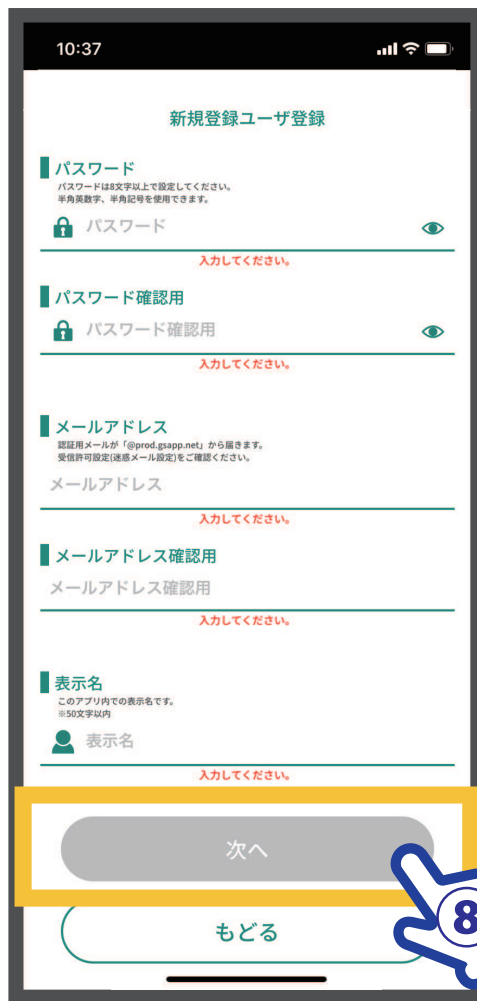 10:37
新規登録ユーザ登録
パスワード
パスワードは8文字以上で設定してください。
半角英数字、半角記号を使用できます。
パスワード
入力してください。
パスワード確認用
パスワード確認用
入力してください。
メールアドレス
認証用メールが「@prod.gsapp.net」から届きます。
受信許可設定(迷惑メール設定)をご確認ください。
メールアドレス
入力してください。
メールアドレス確認用
メールアドレス確認用
入力してください。
表示名
このアプリ内での表示名です。
※50文字以内
表示名
入力してください。
次へ
8
もどる